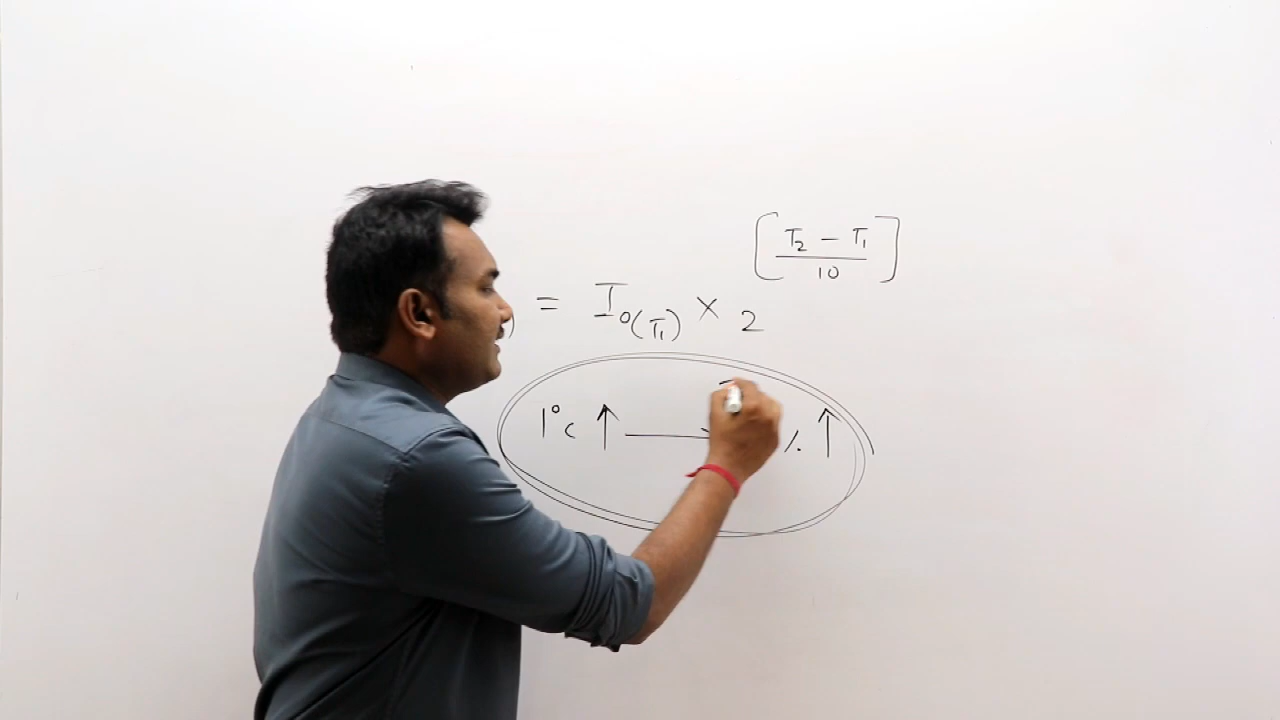 [T₂ - T₁ / 10]
) = I₀(T₁) × 2
1°C ↑ → % ↑